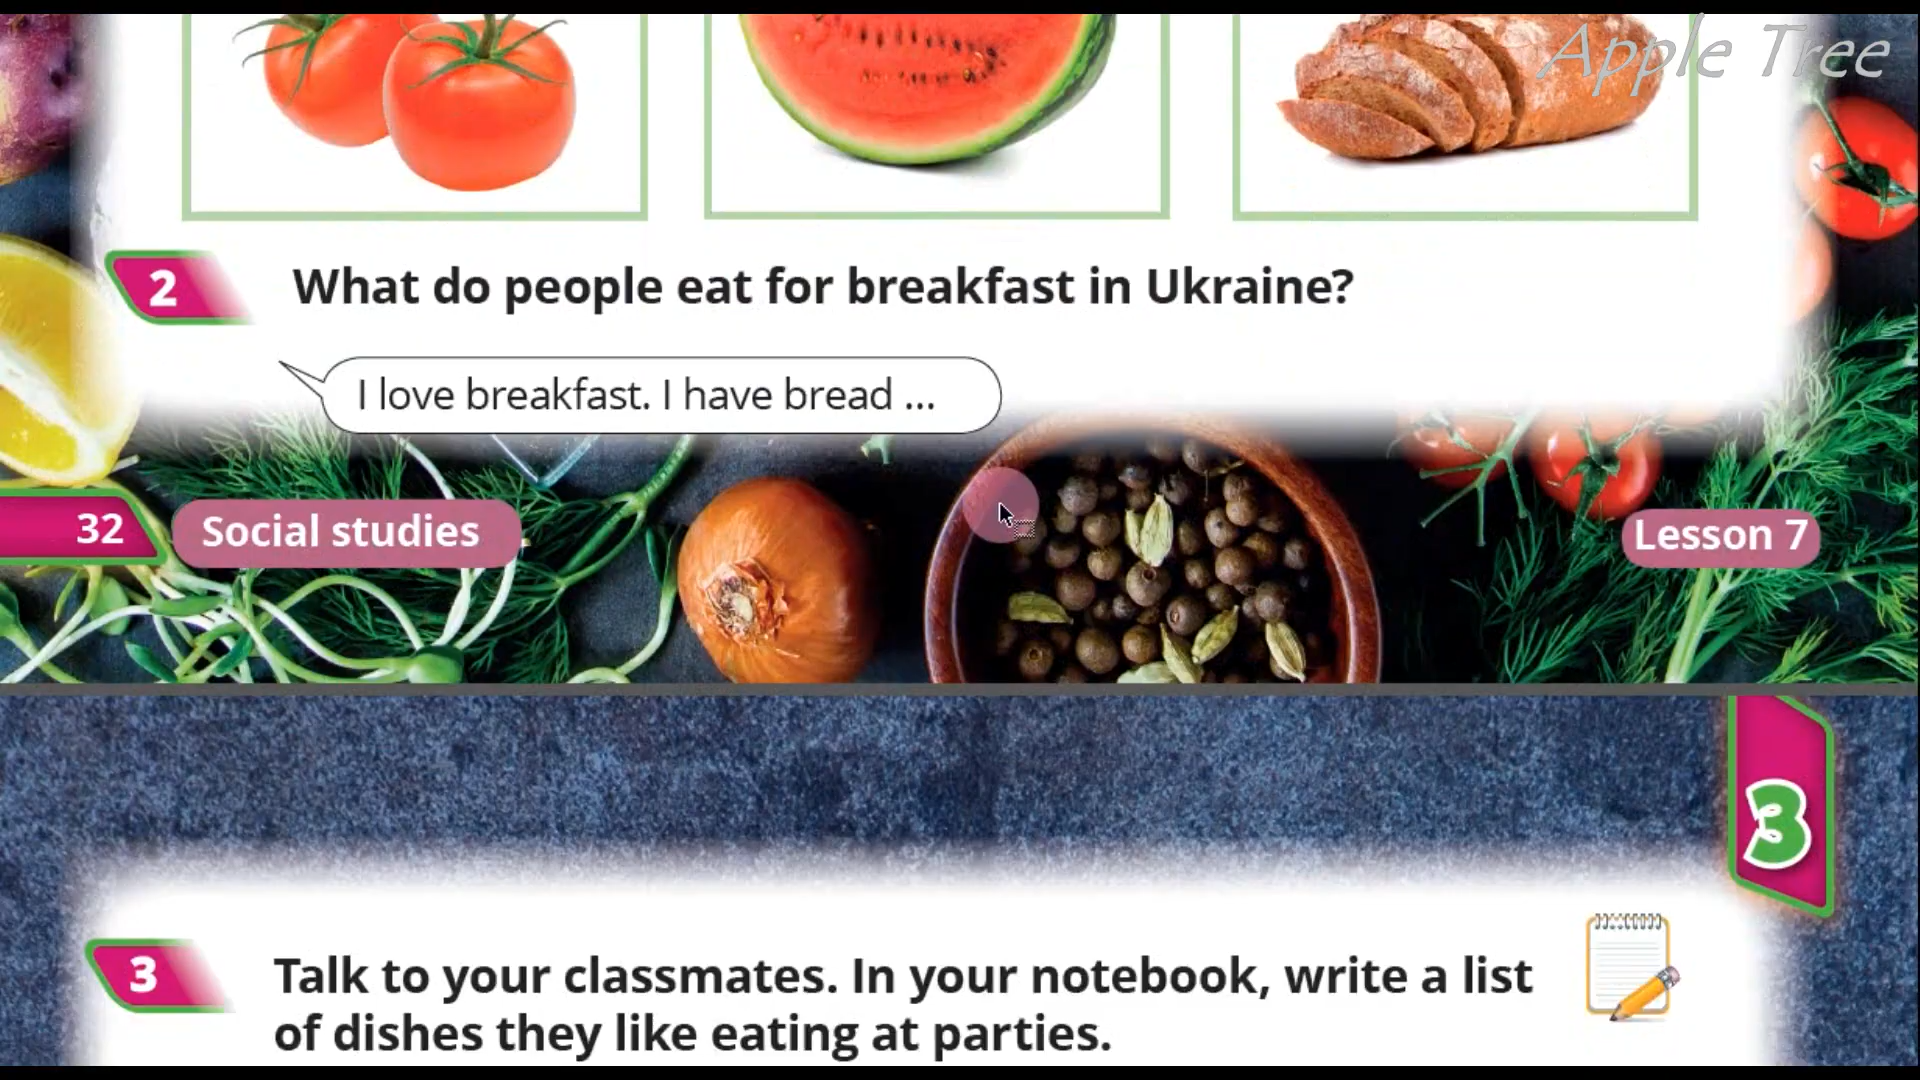 Apple Tree
2 What do people eat for breakfast in Ukraine?
I love breakfast. I have bread ...
32 Social studies
Lesson 7
3
3 Talk to your classmates. In your notebook, write a list
of dishes they like eating at parties.